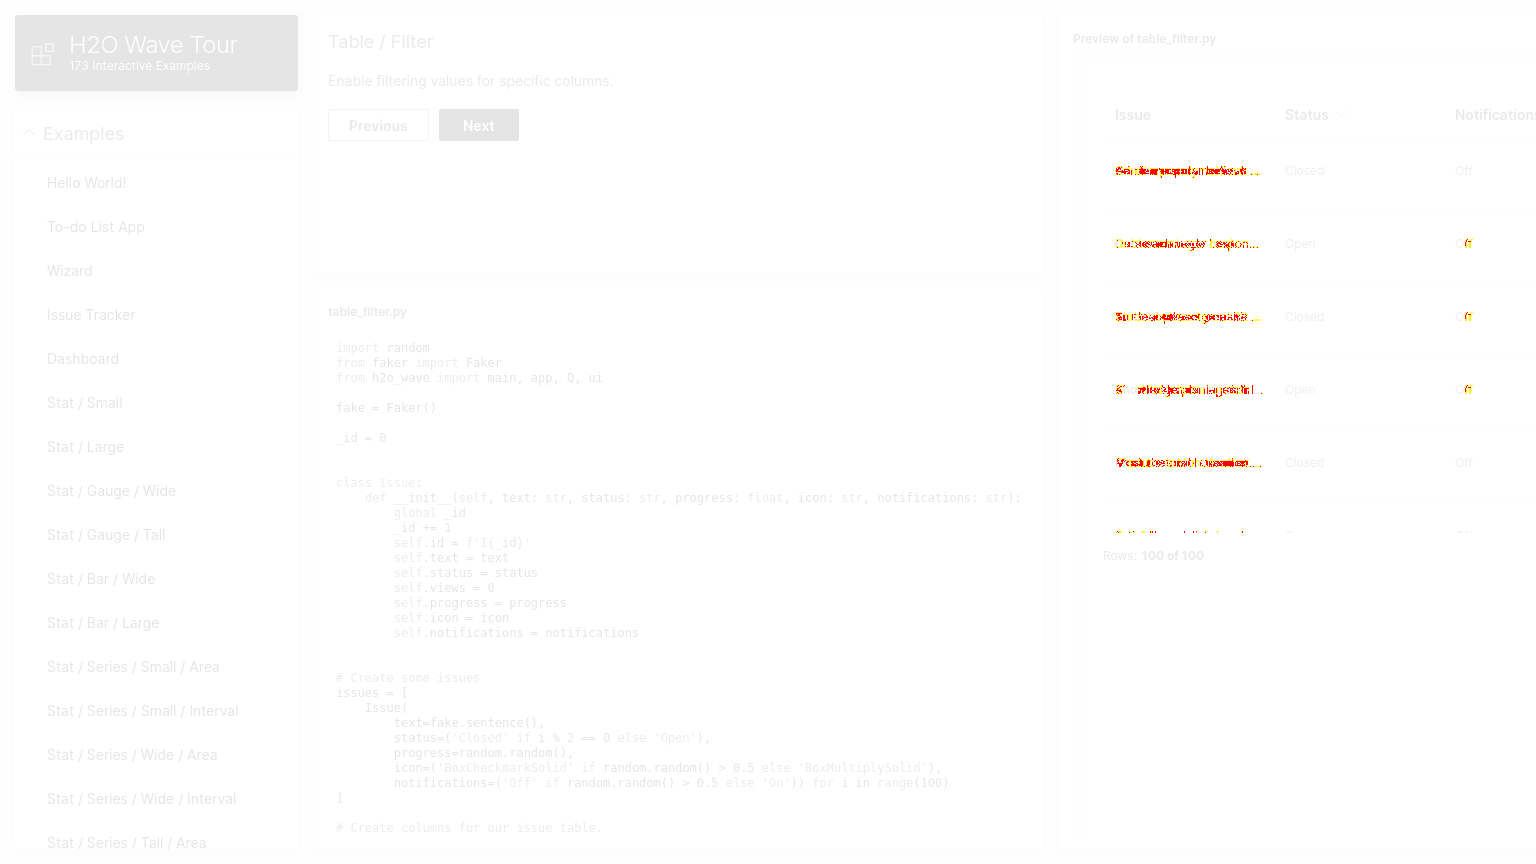 H2O Wave Tour
173 Interactive Examples
Examples
Hello World!
To-do List App
Wizard
Issue Tracker
Dashboard
Stat / Small
Stat / Large
Stat / Gauge / Wide
Stat / Gauge / Tall
Stat / Bar / Wide
Stat / Bar / Large
Stat / Series / Small / Area
Stat / Series / Small / Interval
Stat / Series / Wide / Area
Stat / Series / Wide / Interval
Stat / Series / Tall / Area
Table / Filter
Enable filtering values for specific columns.
Previous
Next
table_filter.py
import random
from faker import Faker
from h2o_wave import main, app, Q, ui
fake = Faker()
_id = 0
class Issue:
def __init__(self, text: str, status: str, progress: float, icon: str, notifications: str):
global _id
_id += 1
self.id = f'I{_id}'
self.text = text
self.status = status
self.views = 0
self.progress = progress
self.icon = icon
self.notifications = notifications
# Create some issues
issues = [
Issue(
text=fake.sentence(),
status=('Closed' if i % 2 == 0 else 'Open'),
progress=random.random(),
icon=('BoxCheckmarkSolid' if random.random() > 0.5 else 'BoxMultiplySolid'),
notifications=('Off' if random.random() > 0.5 else 'On')) for i in range(100)
]
# Create columns for our issue table.
Preview of table_filter.py
Issue Status Notifications
Closed Off
Open
Closed
Open
Closed Off
Rows: 100 of 100